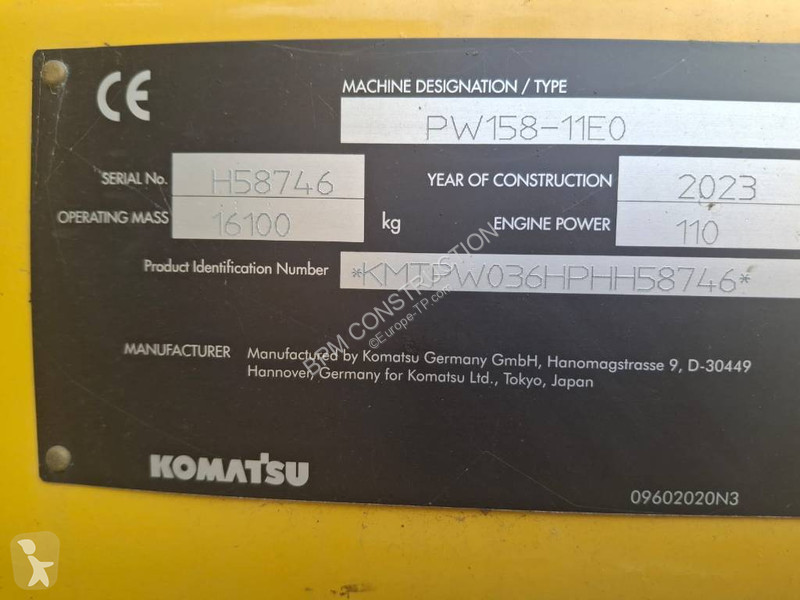 CE
MACHINE DESIGNATION / TYPE
PW158-11E0
SERIAL No. H58746 YEAR OF CONSTRUCTION 2023
OPERATING MASS 16100 kg ENGINE POWER 110
Product Identification Number *KMTPW036HPHH58746*
BPM CONSTRUCTION
©Europe-TP.com
MANUFACTURER Manufactured by Komatsu Germany GmbH, Hanomagstrasse 9, D-30449
Hannover, Germany for Komatsu Ltd., Tokyo, Japan
KOMATSU
09602020N3